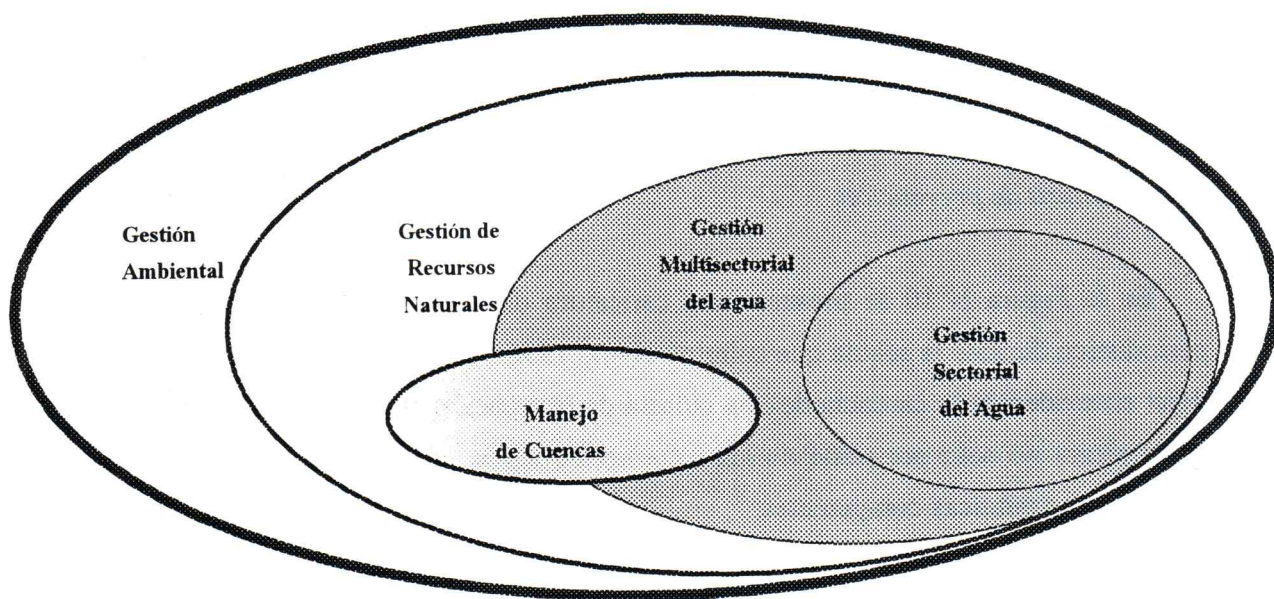 Gestión
Ambiental
Gestión de
Recursos
Naturales
Gestión
Multisectorial
del agua
Gestión
Sectorial
del Agua
Manejo
de Cuencas